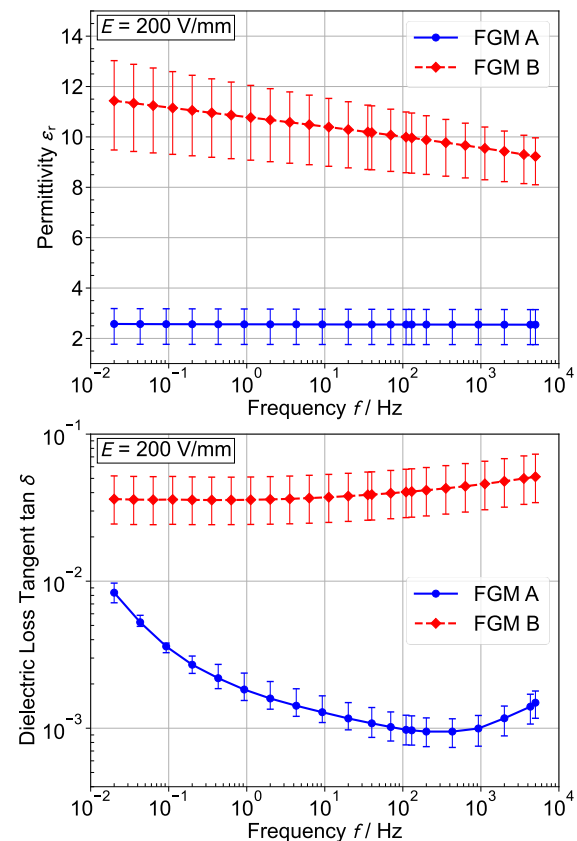 E = 200 V/mm
FGM A
FGM B
Permittivity εr
14
12
10
8
6
4
2
10⁻² 10⁻¹ 10⁰ 10¹ 10² 10³ 10⁴
Frequency f / Hz
E = 200 V/mm
FGM A
FGM B
Dielectric Loss Tangent tan δ
10⁻¹
10⁻²
10⁻³
10⁻² 10⁻¹ 10⁰ 10¹ 10² 10³ 10⁴
Frequency f / Hz